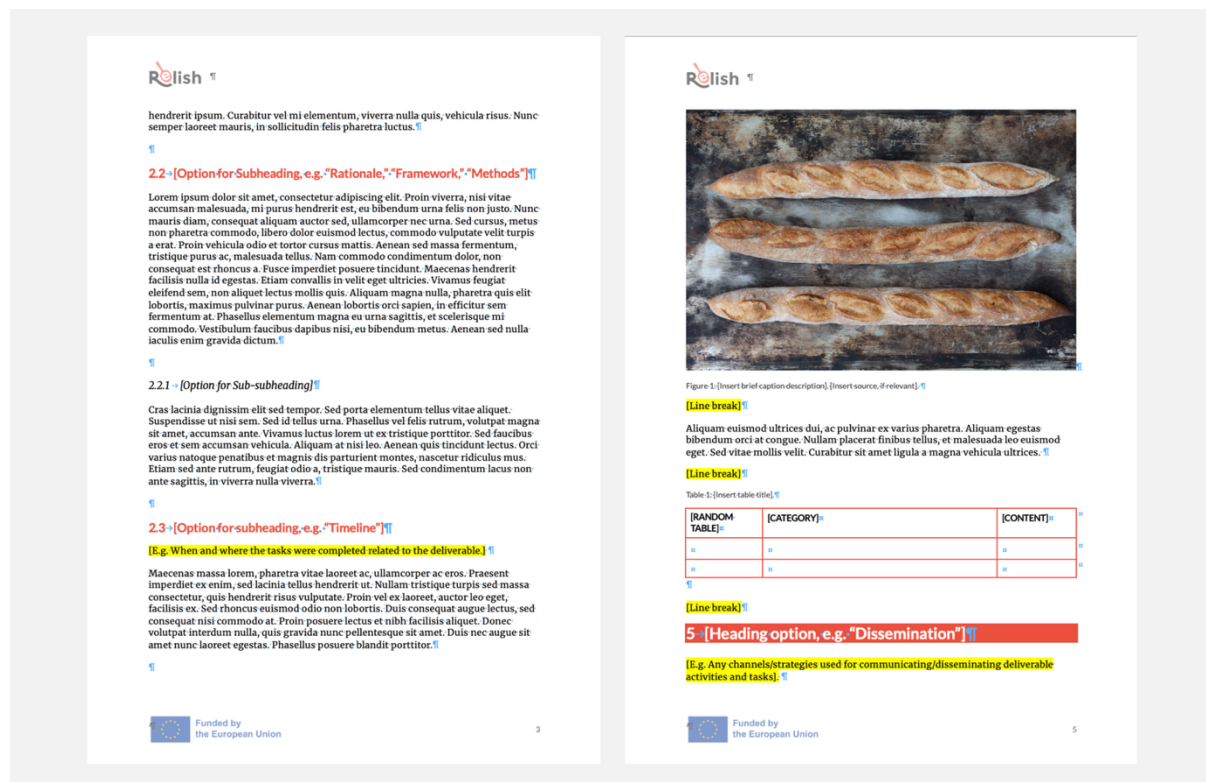 Relish ¶
hendrerit ipsum. Curabitur vel mi elementum, viverra nulla quis, vehicula risus. Nunc
semper laoreet mauris, in sollicitudin felis pharetra luctus.¶
¶
2.2→[Option for Subheading, e.g. “Rationale,” “Framework,” “Methods”]¶
Lorem ipsum dolor sit amet, consectetur adipiscing elit. Proin viverra, nisi vitae
accumsan malesuada, mi purus hendrerit est, eu bibendum urna felis non justo. Nunc
mauris diam, consequat aliquam auctor sed, ullamcorper nec urna. Sed cursus, metus
non pharetra commodo, libero dolor euismod lectus, commodo vulputate velit turpis
a erat. Proin vehicula odio et tortor cursus mattis. Aenean sed massa fermentum,
tristique purus ac, malesuada tellus. Nam commodo condimentum dolor, non
consequat est rhoncus a. Fusce imperdiet posuere tincidunt. Maecenas hendrerit
facilisis nulla id egestas. Etiam convallis in velit eget ultricies. Vivamus feugiat
eleifend sem, non aliquet lectus mollis quis. Aliquam magna nulla, pharetra quis elit
lobortis, maximus pulvinar purus. Aenean lobortis orci sapien, in efficitur sem
fermentum at. Phasellus elementum magna eu urna sagittis, et scelerisque mi
commodo. Vestibulum faucibus dapibus nisi, eu bibendum metus. Aenean sed nulla
iaculis enim gravida dictum.¶
¶
2.2.1 → [Option for Sub-subheading]¶
Cras lacinia dignissim elit sed tempor. Sed porta elementum tellus vitae aliquet.
Suspendisse ut nisi sem. Sed id tellus urna. Phasellus vel felis rutrum, volutpat magna
sit amet, accumsan ante. Vivamus luctus lorem ut ex tristique porttitor. Sed faucibus
eros et sem accumsan vehicula. Aliquam at nisi leo. Aenean quis tincidunt lectus. Orci
varius natoque penatibus et magnis dis parturient montes, nascetur ridiculus mus.
Etiam sed ante rutrum, feugiat odio a, tristique mauris. Sed condimentum lacus non
ante sagittis, in viverra nulla viverra.¶
¶
2.3→[Option for subheading, e.g. “Timeline”]¶
[E.g. When and where the tasks were completed related to the deliverable.] ¶
Maecenas massa lorem, pharetra vitae laoreet ac, ullamcorper ac eros. Praesent
imperdiet ex enim, sed lacinia tellus hendrerit ut. Nullam tristique turpis sed massa
consectetur, quis hendrerit risus vulputate. Proin vel ex laoreet, auctor leo eget,
facilisis ex. Sed rhoncus euismod odio non lobortis. Duis consequat augue lectus, sed
consequat nisi commodo at. Proin posuere lectus et nibh facilisis aliquet. Donec
volutpat interdum nulla, quis gravida nunc pellentesque sit amet. Duis nec augue sit
amet nunc laoreet egestas. Phasellus posuere blandit porttitor.¶
¶
Funded by
the European Union
3
Relish ¶
¶
Figure 1: [Insert brief caption description]. [Insert source, if relevant]. ¶
[Line break]¶
Aliquam euismod ultrices dui, ac pulvinar ex varius pharetra. Aliquam egestas
bibendum orci at congue. Nullam placerat finibus tellus, et malesuada leo euismod
eget. Sed vitae mollis velit. Curabitur sit amet ligula a magna vehicula ultrices. ¶
[Line break]¶
Table 1: [Insert table title].¶
[RANDOM
TABLE]¤
[CATEGORY]¤
[CONTENT]¤
¶
[Line break]¶
5→[Heading option, e.g. “Dissemination”]¶
[E.g. Any channels/strategies used for communicating/disseminating deliverable
activities and tasks]. ¶
Funded by
the European Union
5